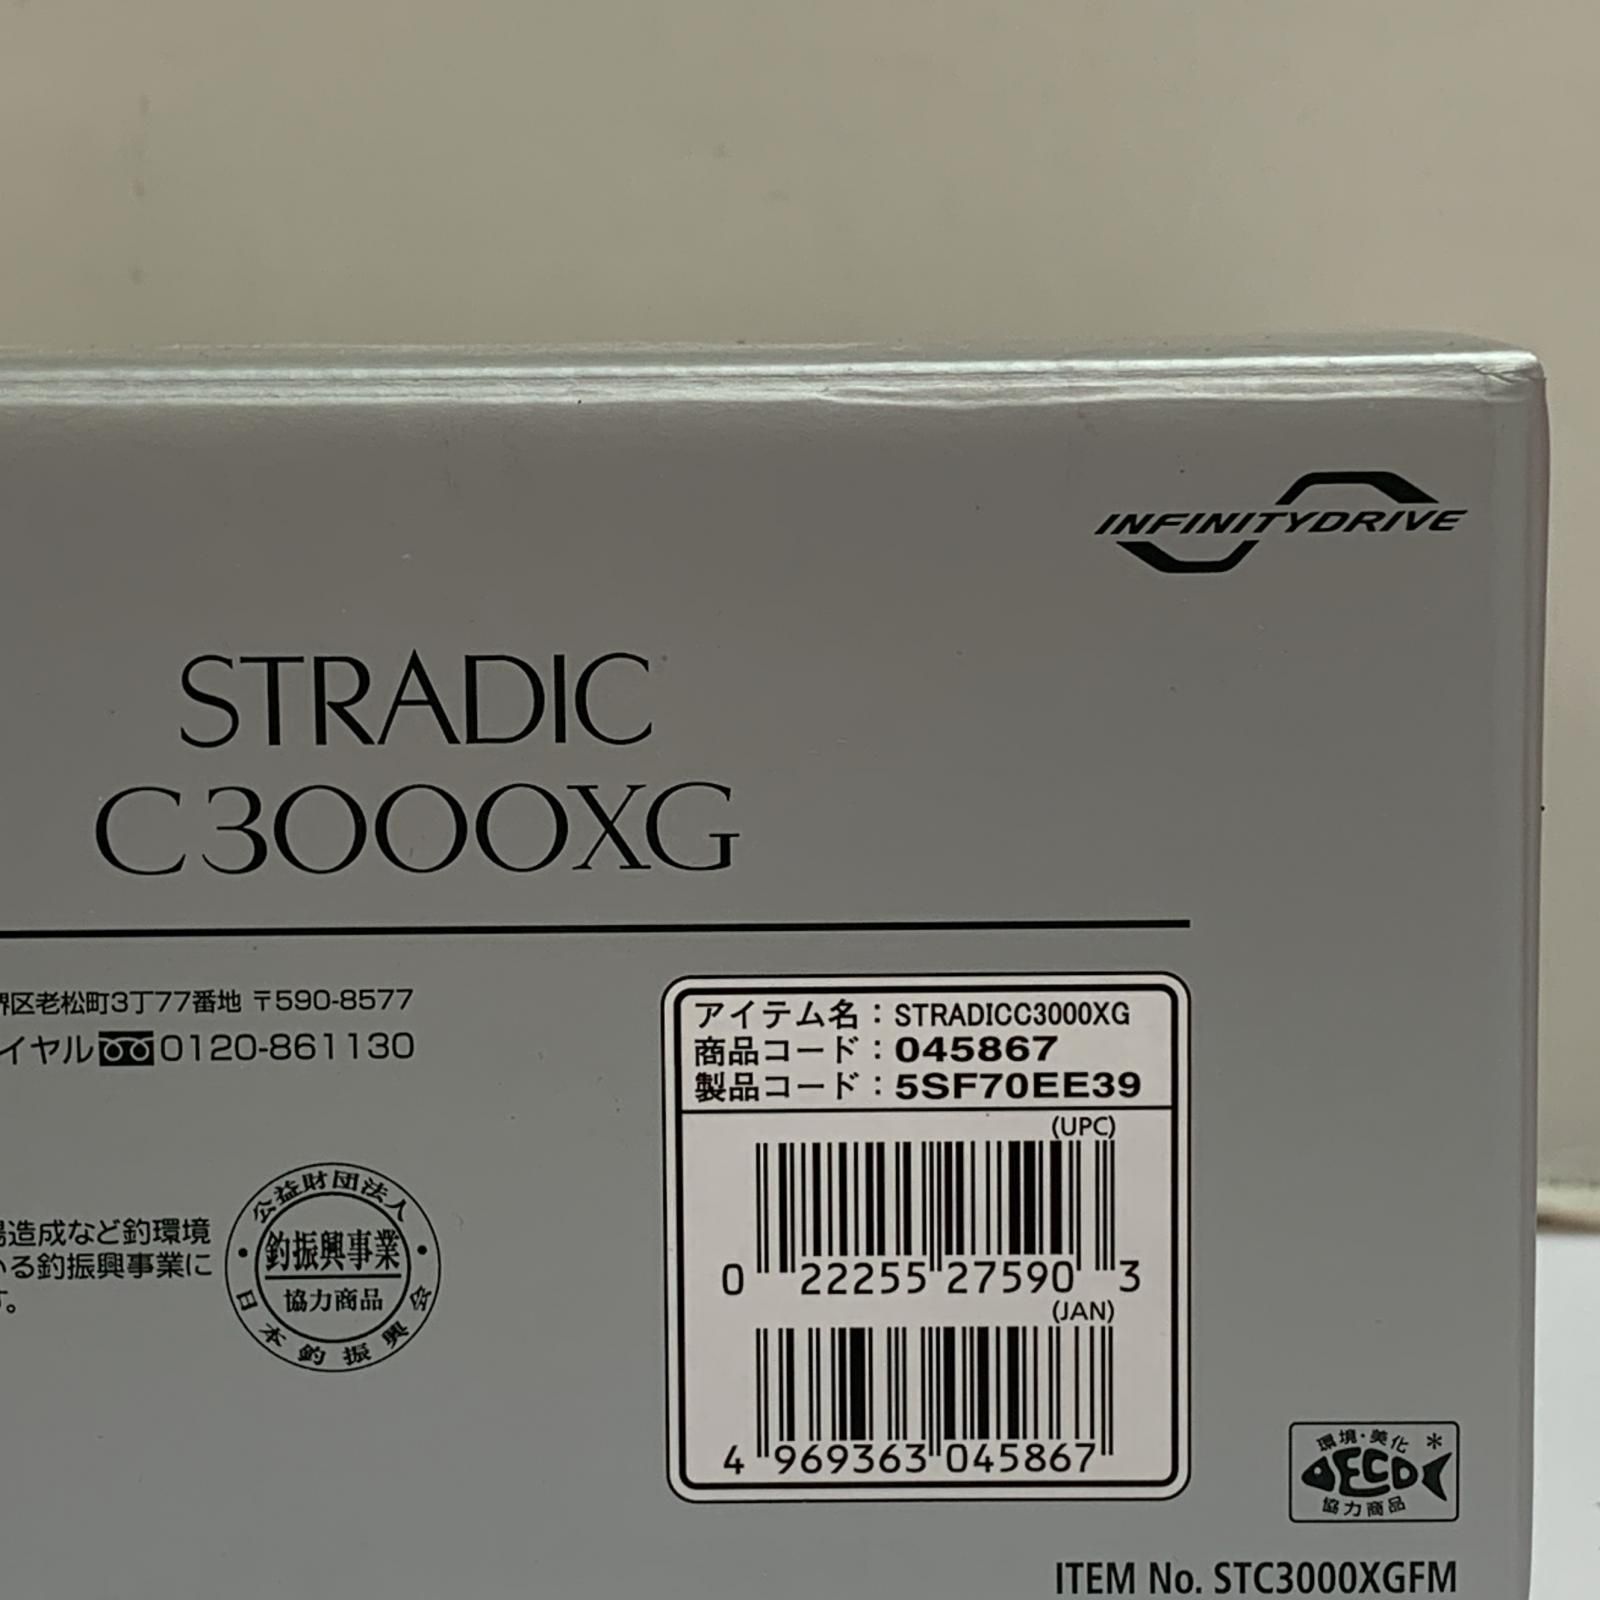 INFINITYDRIVE
STRADIC
C3000XG
区老松町3丁77番地 〒590-8577
イヤル 0120-861130
造成など釣環境
いる釣振興事業に
す。
公益財団法人
釣振興事業
協力商品
日本釣振興会
アイテム名：STRADICC3000XG
商品コード：045867
製品コード：5SF70EE39
(UPC)
0 22255 27590 3
(JAN)
4 969363 045867
環境・美化
ECO
協力商品
ITEM No. STC3000XGFM